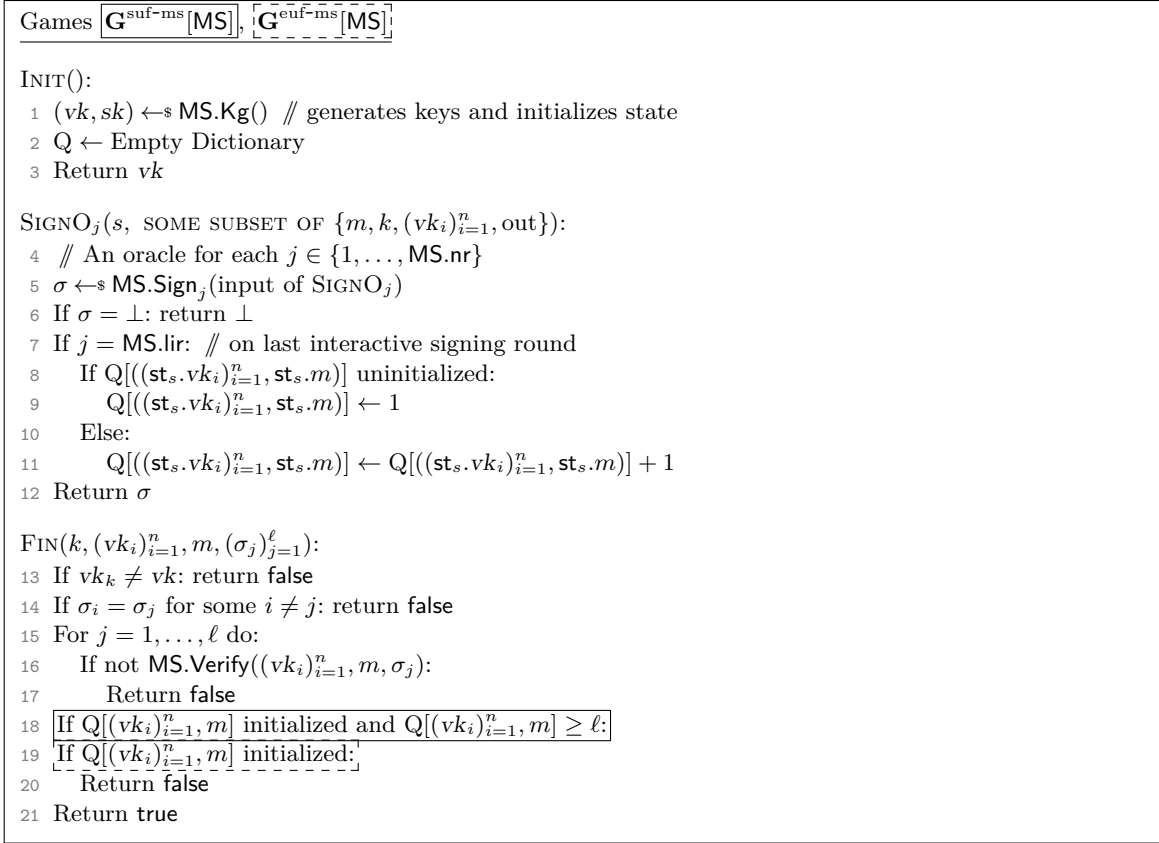 Games G^{suf-ms}[MS], G^{euf-ms}[MS]
INIT():
1 (vk, sk) ←$ MS.Kg() // generates keys and initializes state
2 Q ← Empty Dictionary
3 Return vk
SIGNO_j(s, SOME SUBSET OF {m, k, (vk_i)_{i=1}^n, out}):
4 // An oracle for each j ∈ {1, . . . , MS.nr}
5 σ ←$ MS.Sign_j(input of SIGNO_j)
6 If σ = ⊥: return ⊥
7 If j = MS.lir: // on last interactive signing round
8 If Q[((st_s.vk_i)_{i=1}^n, st_s.m)] uninitialized:
9 Q[((st_s.vk_i)_{i=1}^n, st_s.m)] ← 1
10 Else:
11 Q[((st_s.vk_i)_{i=1}^n, st_s.m)] ← Q[((st_s.vk_i)_{i=1}^n, st_s.m)] + 1
12 Return σ
FIN(k, (vk_i)_{i=1}^n, m, (σ_j)_{j=1}^ℓ):
13 If vk_k ≠ vk: return false
14 If σ_i = σ_j for some i ≠ j: return false
15 For j = 1, . . . , ℓ do:
16 If not MS.Verify((vk_i)_{i=1}^n, m, σ_j):
17 Return false
18 If Q[(vk_i)_{i=1}^n, m] initialized and Q[(vk_i)_{i=1}^n, m] ≥ ℓ:
19 If Q[(vk_i)_{i=1}^n, m] initialized:
20 Return false
21 Return true